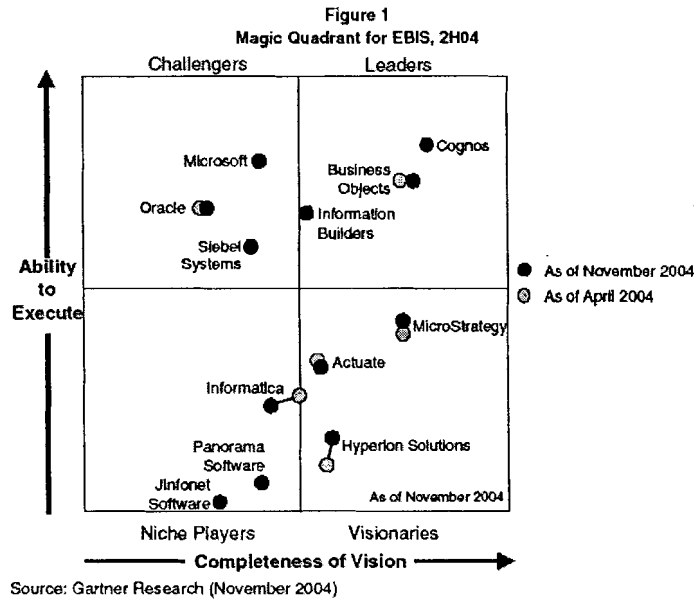 Figure 1
Magic Quadrant for EBIS, 2H04
Challengers
Leaders
Cognos
Microsoft
Business
Objects
Oracle
Information
Builders
Siebel
Systems
Ability
to
Execute
As of November 2004
As of April 2004
MicroStrategy
Actuate
Informatica
Hyperion Solutions
Panorama
Software
Jinfonet
Software
As of November 2004
Niche Players
Visionaries
Completeness of Vision
Source: Gartner Research (November 2004)